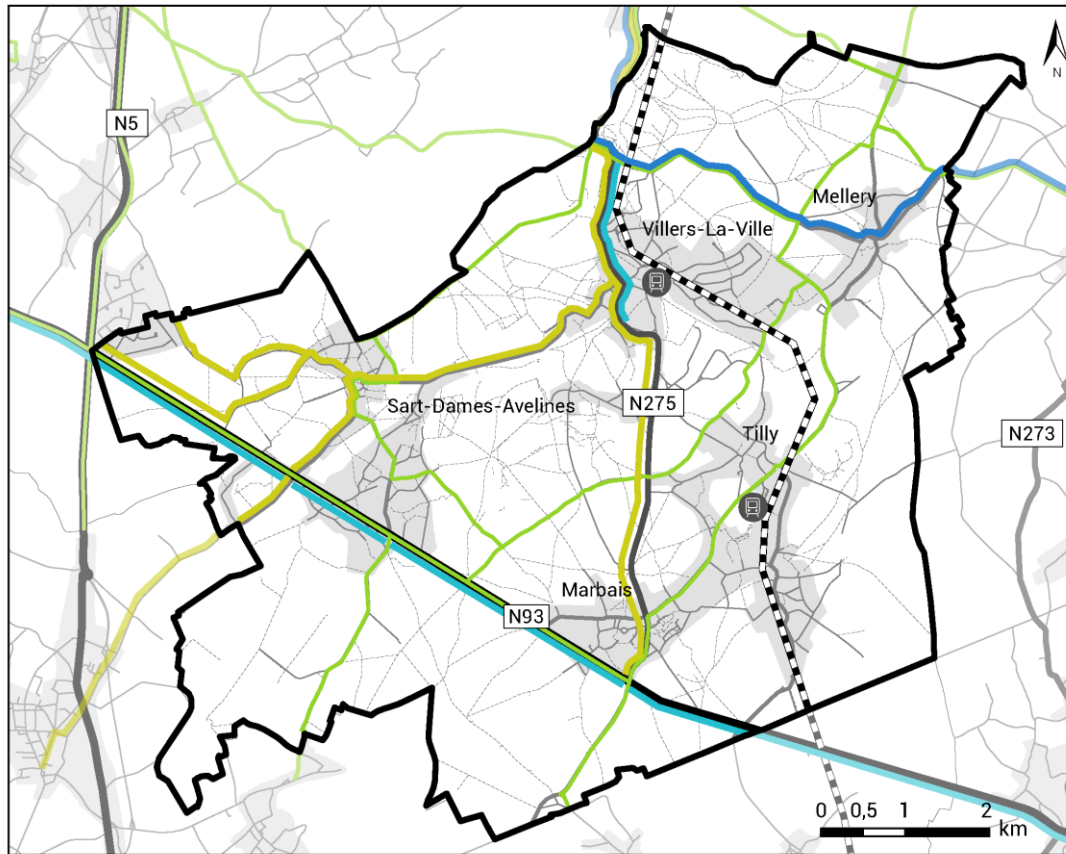 N
N5
Mellery
Villers-La-Ville
Sart-Dames-Avelines
N275
Tilly
N273
Marbais
N93
0 0,5 1 2
km